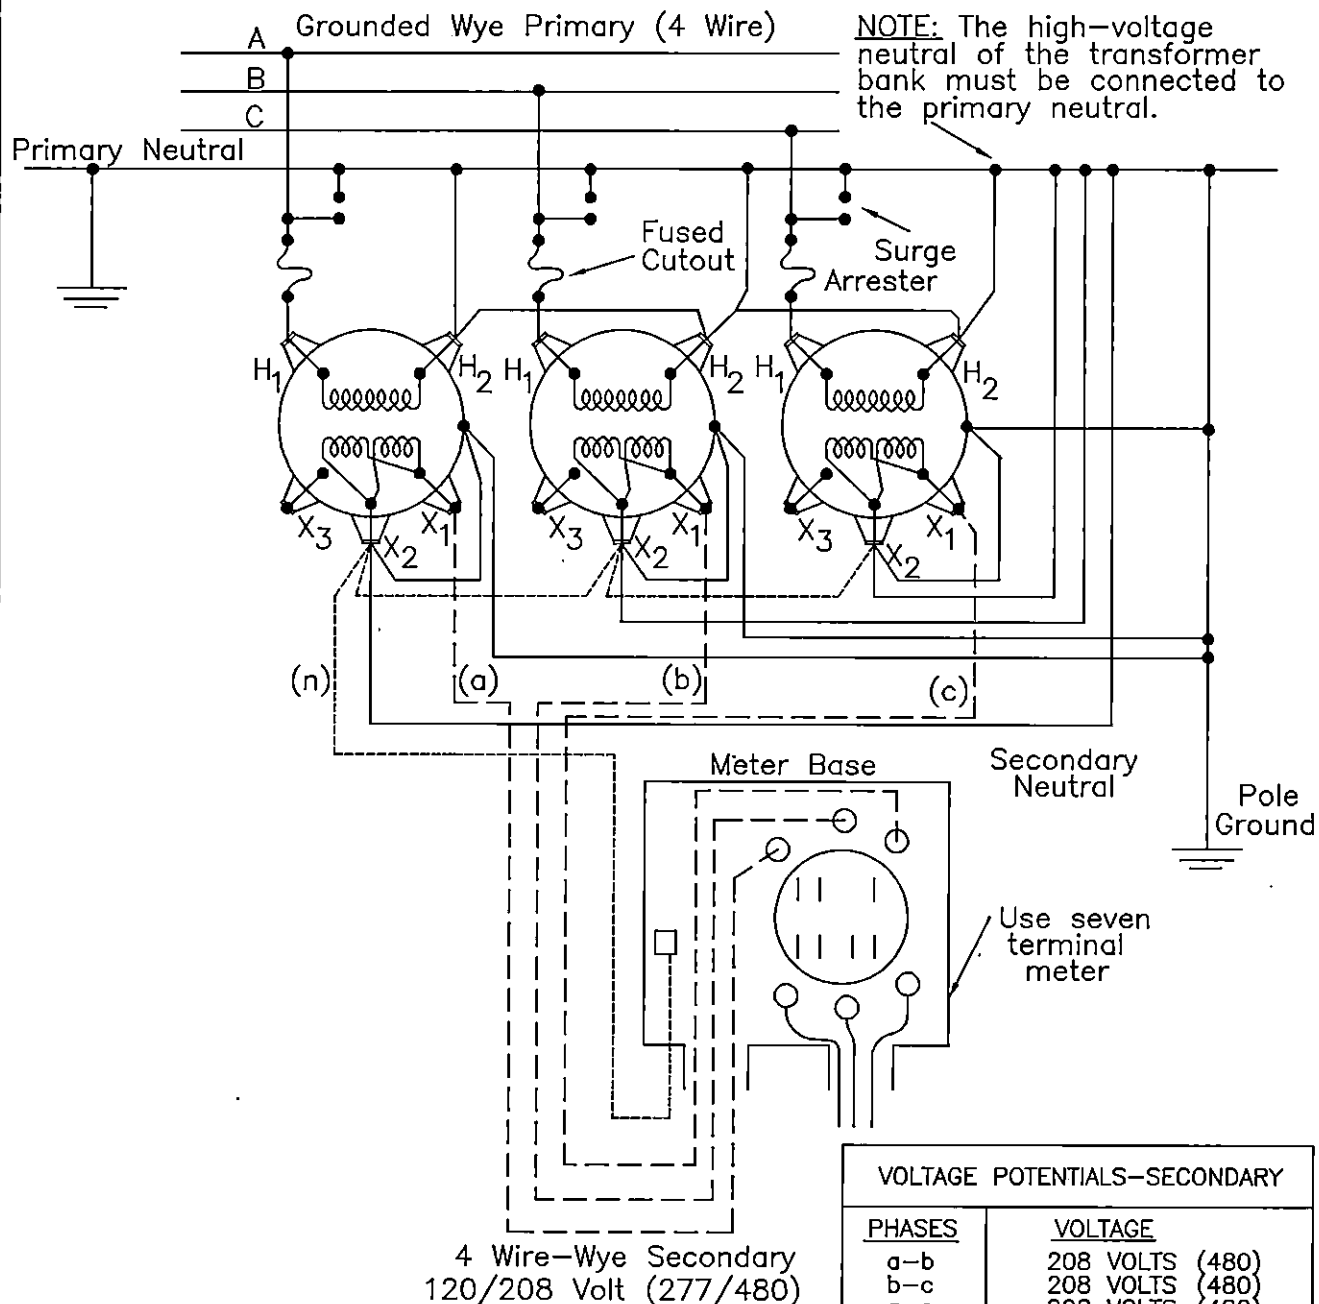 Grounded Wye Primary (4 Wire)
A
B
C
NOTE: The high-voltage
neutral of the transformer
bank must be connected to
the primary neutral.
Primary Neutral
Fused
Cutout
Surge
Arrester
H1
H2
H1
H2
H1
H2
X3
X2
X1
X3
X2
X1
X3
X2
X1
(n)
(a)
(b)
(c)
Meter Base
Secondary
Neutral
Pole
Ground
Use seven
terminal
meter
4 Wire-Wye Secondary
120/208 Volt (277/480)
VOLTAGE POTENTIALS-SECONDARY
PHASES VOLTAGE
a-b 208 VOLTS (480)
b-c 208 VOLTS (480)